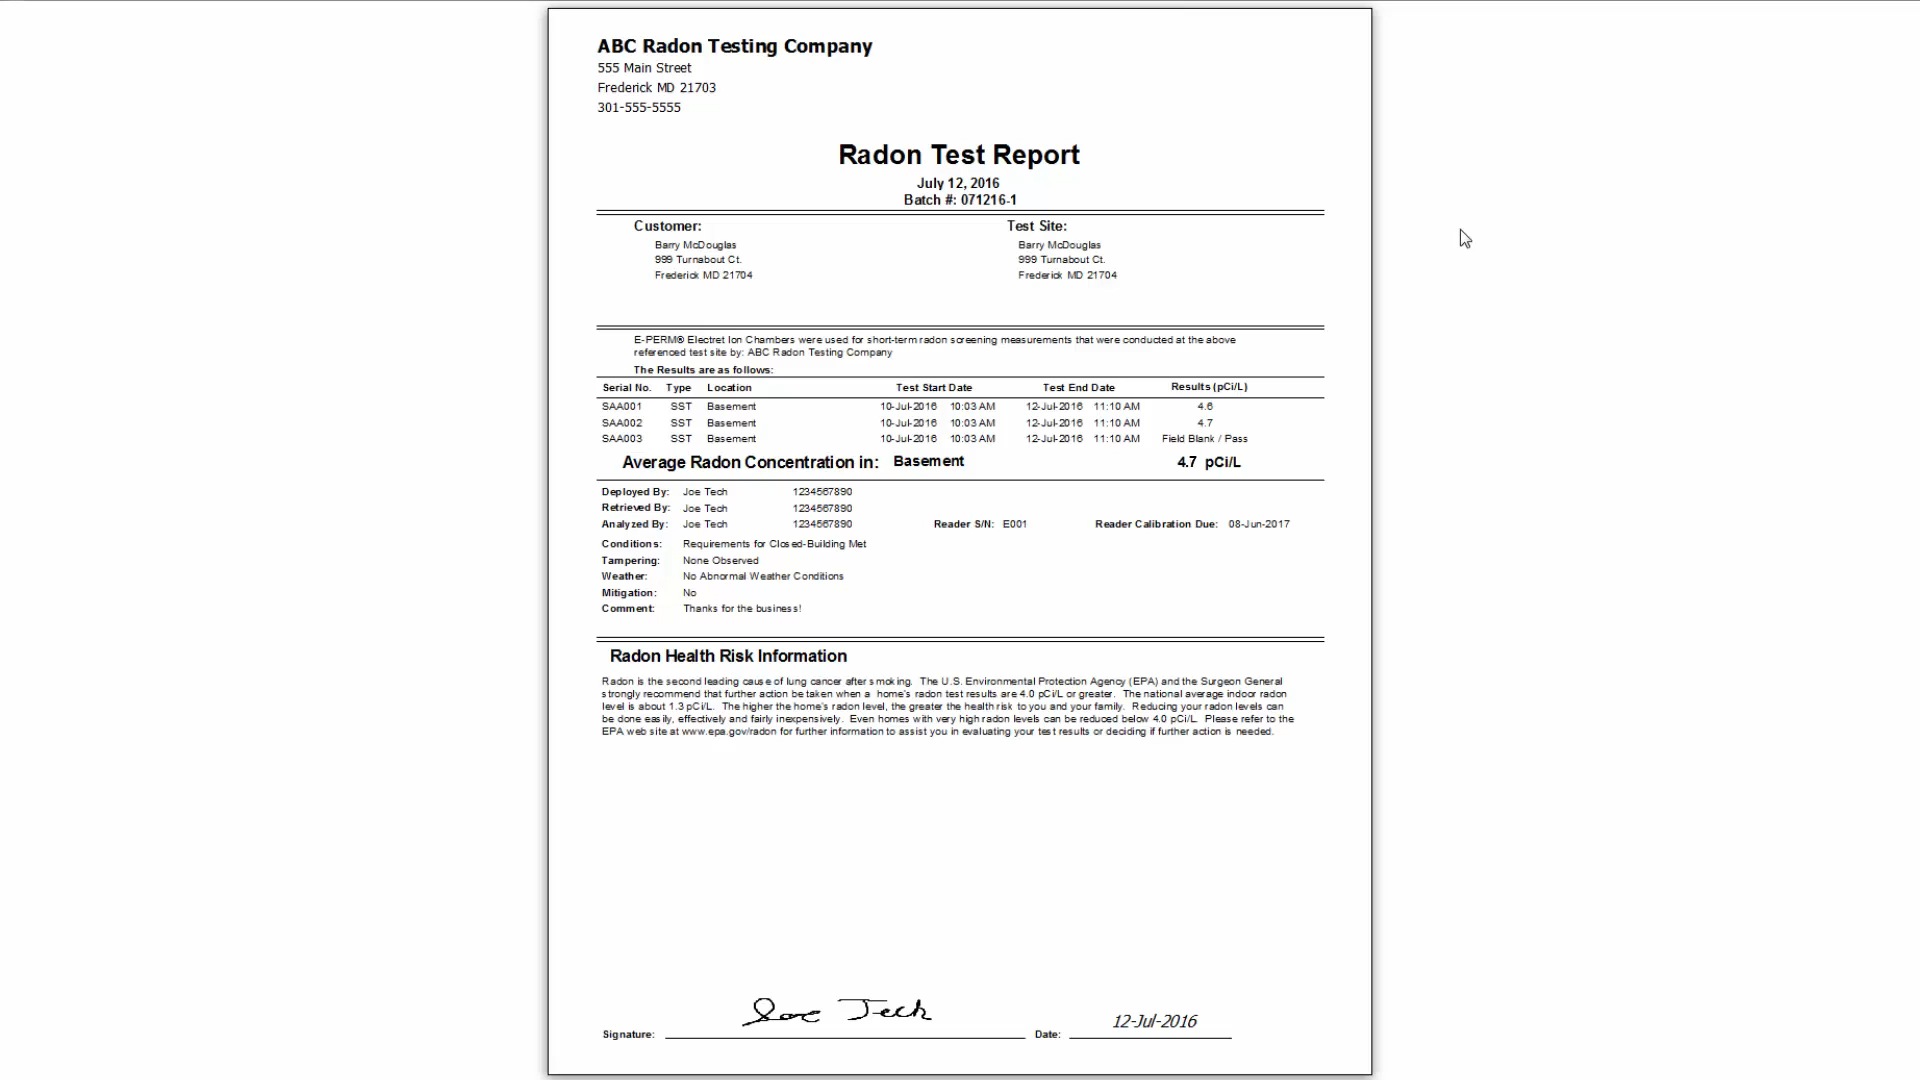 ABC Radon Testing Company
555 Main Street
Frederick MD 21703
301-555-5555
Radon Test Report
July 12, 2016
Batch #: 071216-1
Customer: Test Site:
Barry McDouglas Barry McDouglas
999 Turnabout Ct. 999 Turnabout Ct.
Frederick MD 21704 Frederick MD 21704
E-PERM® Electret Ion Chambers were used for short-term radon screening measurements that were conducted at the above
referenced test site by: ABC Radon Testing Company
The Results are as follows:
Serial No. Type Location Test Start Date Test End Date Results (pCi/L)
SAA001 SST Basement 10-Jul-2016 10:03 AM 12-Jul-2016 11:10 AM 4.6
SAA002 SST Basement 10-Jul-2016 10:03 AM 12-Jul-2016 11:10 AM 4.7
SAA003 SST Basement 10-Jul-2016 10:03 AM 12-Jul-2016 11:10 AM Field Blank / Pass
Average Radon Concentration in: Basement 4.7 pCi/L
Deployed By: Joe Tech 1234567890
Retrieved By: Joe Tech 1234567890
Analyzed By: Joe Tech 1234567890 Reader S/N: E001 Reader Calibration Due: 08-Jun-2017
Conditions: Requirements for Closed-Building Met
Tampering: None Observed
Weather: No Abnormal Weather Conditions
Mitigation: No
Comment: Thanks for the business!
Radon Health Risk Information
Radon is the second leading cause of lung cancer after smoking. The U.S. Environmental Protection Agency (EPA) and the Surgeon General
strongly recommend that further action be taken when a home's radon test results are 4.0 pCi/L or greater. The national average indoor radon
level is about 1.3 pCi/L. The higher the home's radon level, the greater the health risk to you and your family. Reducing your radon levels can
be done easily, effectively and fairly inexpensively. Even homes with very high radon levels can be reduced below 4.0 pCi/L. Please refer to the
EPA web site at www.epa.gov/radon for further information to assist you in evaluating your test results or deciding if further action is needed.
Signature: Joe Tech Date: 12-Jul-2016